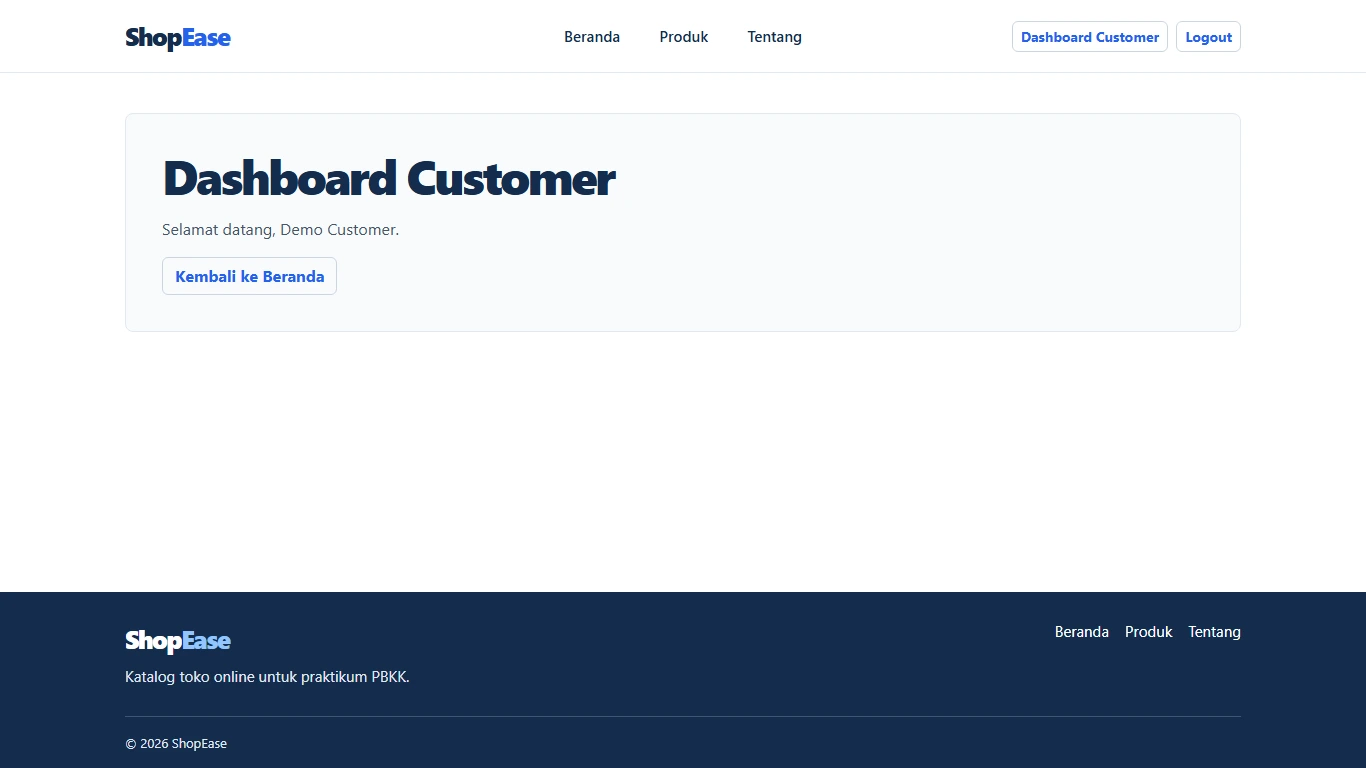 ShopEase
Beranda
Produk
Tentang
Dashboard Customer
Logout
Dashboard Customer
Selamat datang, Demo Customer.
Kembali ke Beranda
ShopEase
Beranda
Produk
Tentang
Katalog toko online untuk praktikum PBKK.
© 2026 ShopEase